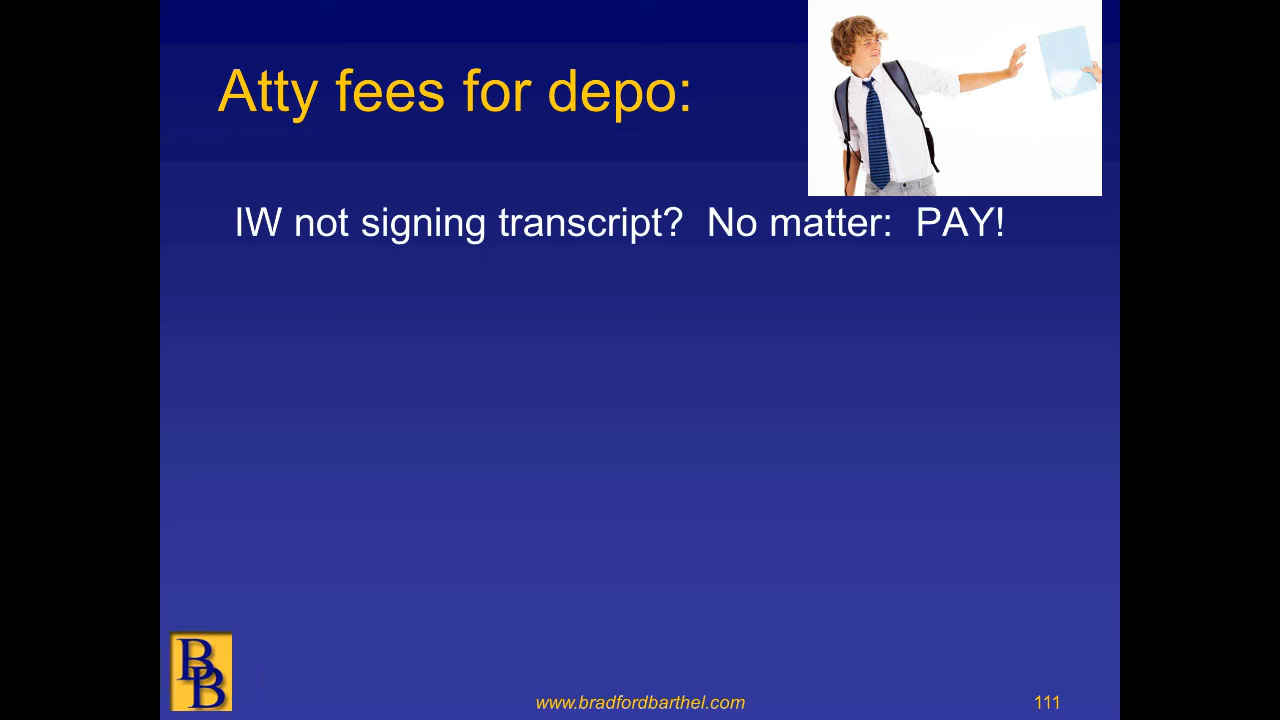 Atty fees for depo:
IW not signing transcript?  No matter:  PAY!
BB
www.bradfordbarthel.com
111